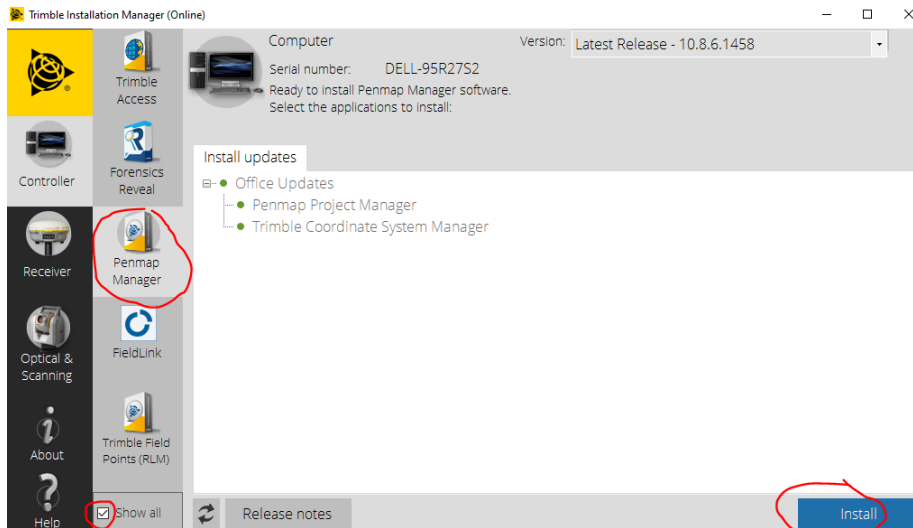 Trimble Installation Manager (Online)
Computer
Version: Latest Release - 10.8.6.1458
Serial number: DELL-95R27S2
Ready to install Penmap Manager software.
Select the applications to install:
Install updates
Office Updates
Penmap Project Manager
Trimble Coordinate System Manager
Controller
Receiver
Optical &
Scanning
About
Help
Trimble
Access
Forensics
Reveal
Penmap
Manager
FieldLink
Trimble Field
Points (RLM)
Show all
Release notes
Install